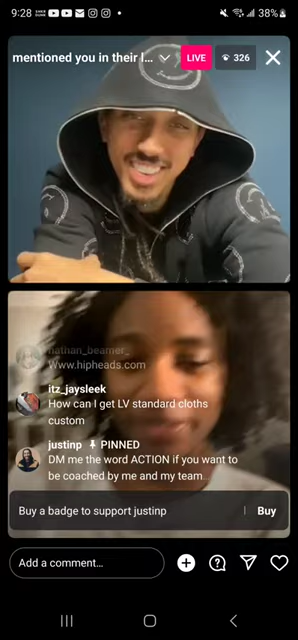 9:28
38%
mentioned you in their l...
LIVE
326
nathan_beamer_
Www.hipheads.com
itz_jaysleek
How can I get LV standard cloths
custom
justinp PINNED
DM me the word ACTION if you want to
be coached by me and my team
Buy a badge to support justinp
Buy
Add a comment...